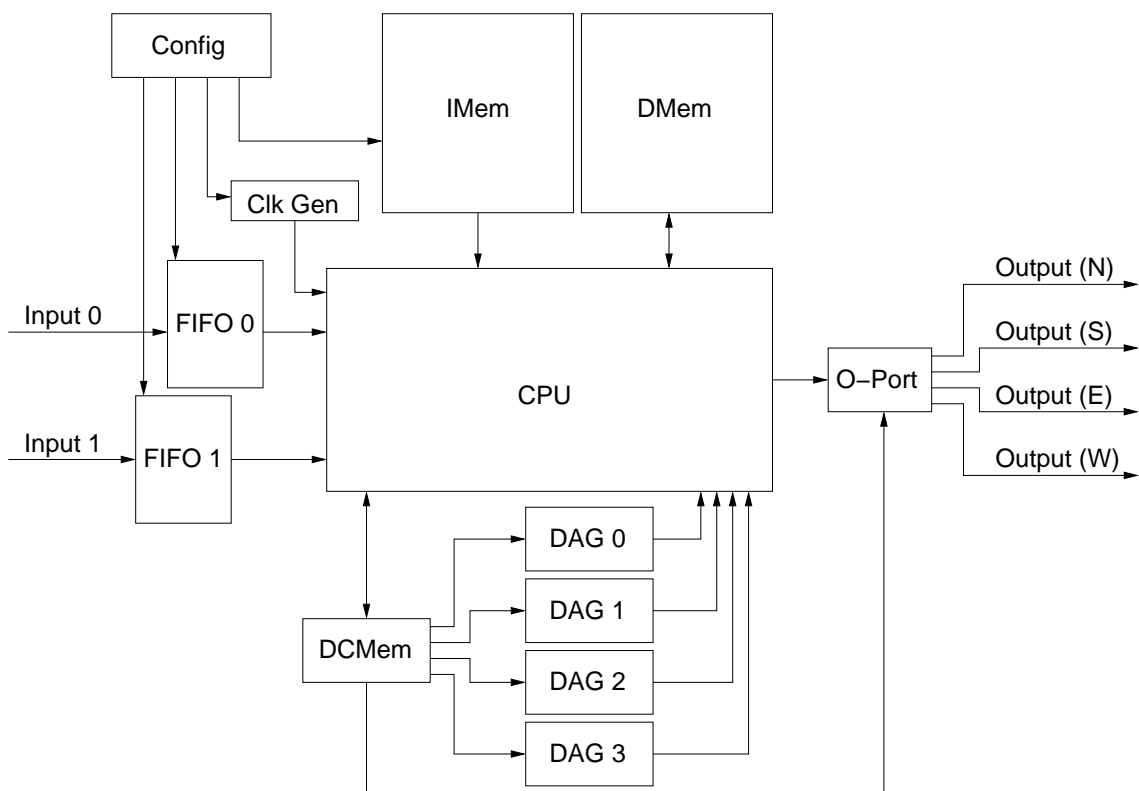 Config
IMem
DMem
Clk Gen
Input 0
FIFO 0
Input 1
FIFO 1
CPU
O−Port
Output (N)
Output (S)
Output (E)
Output (W)
DCMem
DAG 0
DAG 1
DAG 2
DAG 3